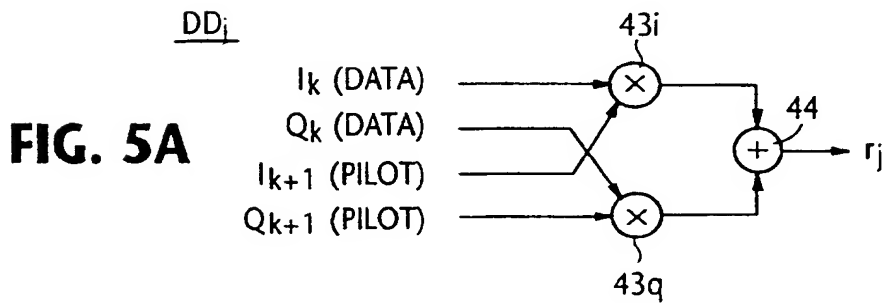 DDj
43i
Ik (DATA)
Qk (DATA)
Ik+1 (PILOT)
Qk+1 (PILOT)
FIG. 5A
×
×
+
44
rj
43q